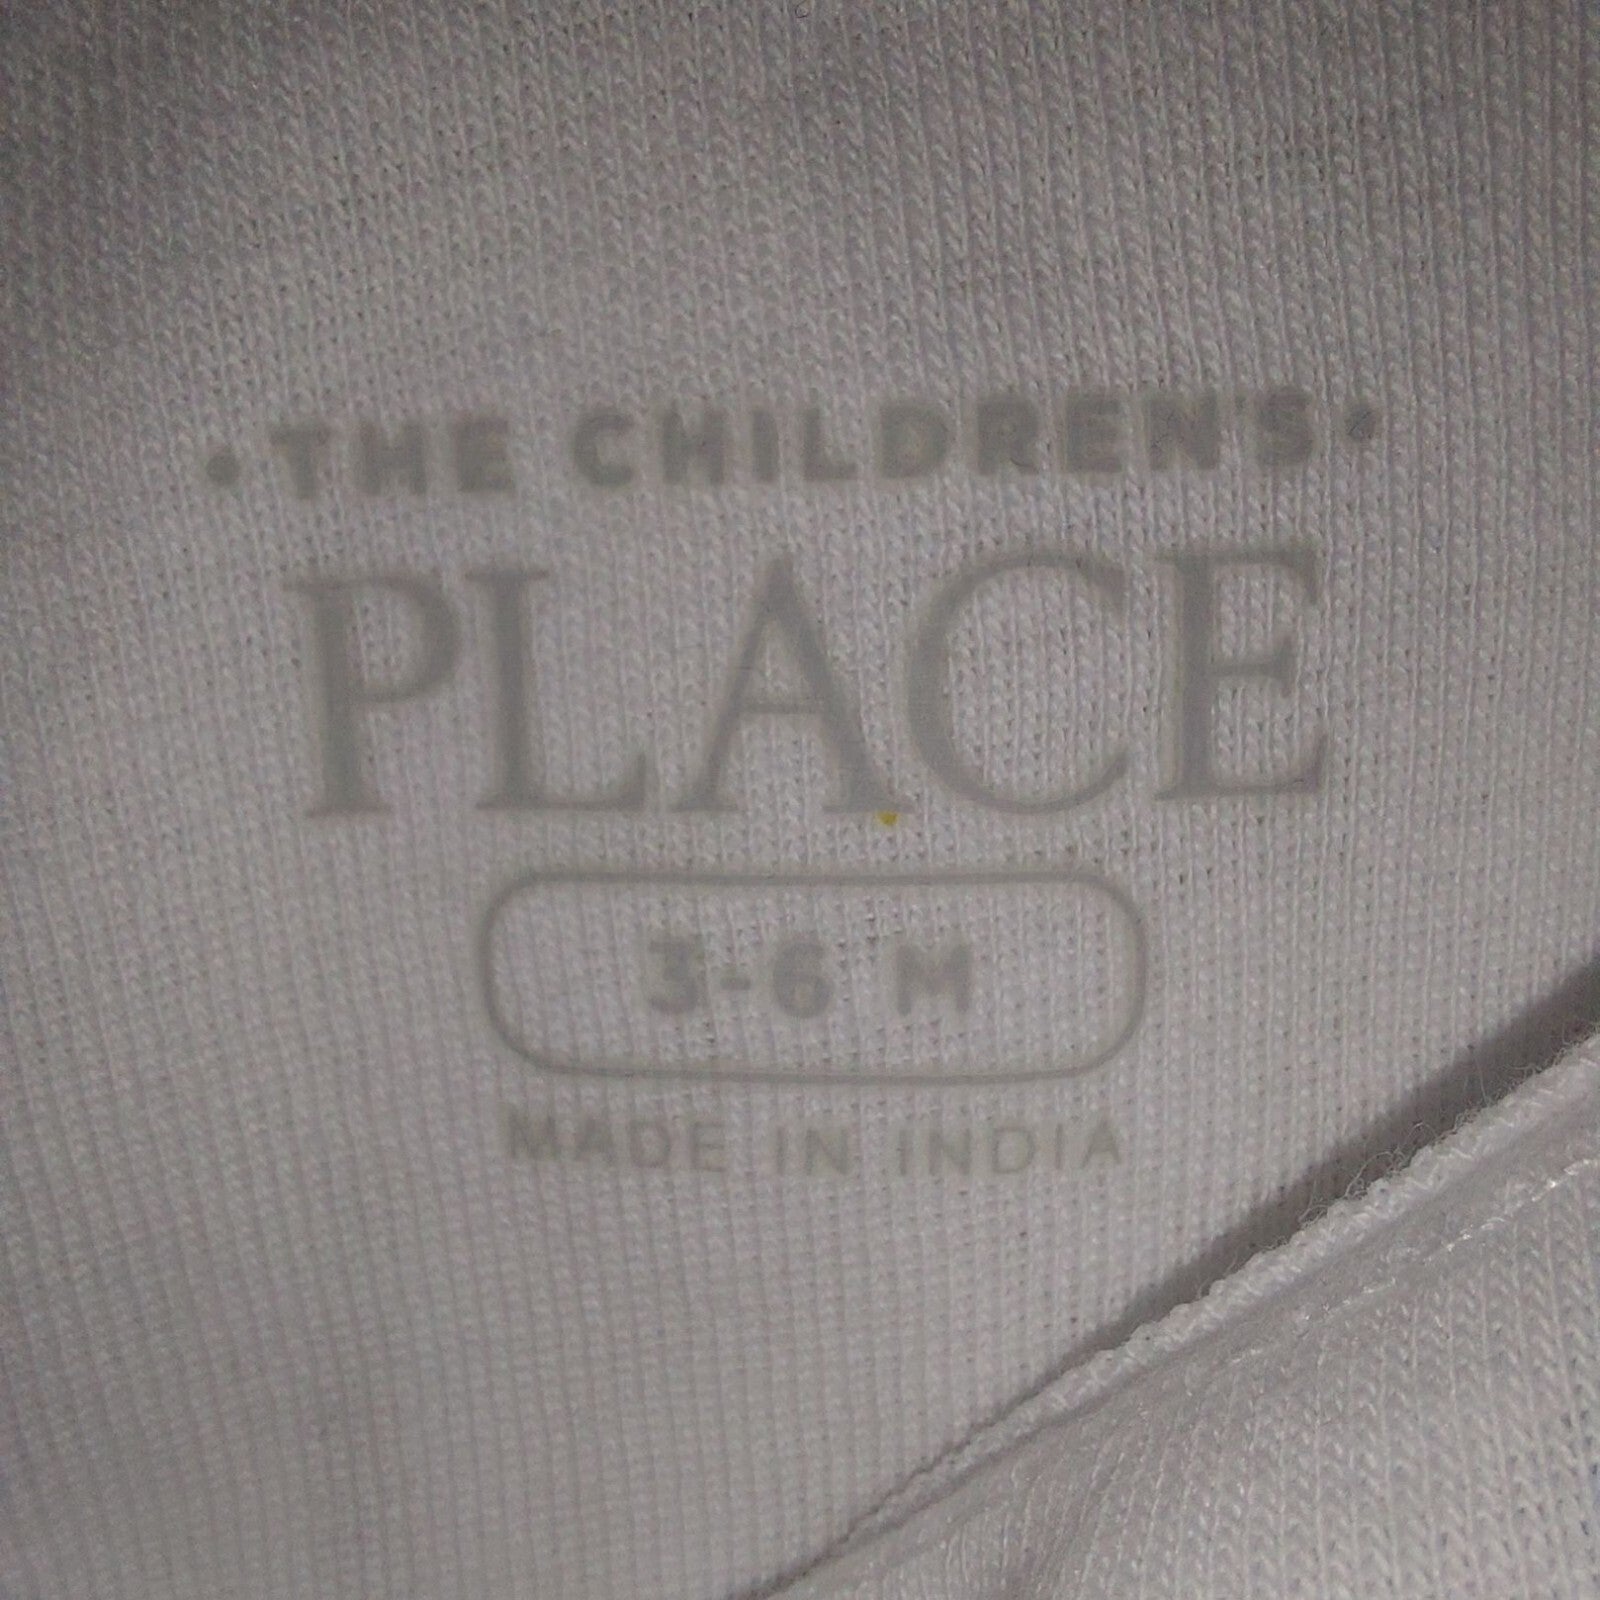 • THE CHILDREN'S •
PLACE
3-6 M
MADE IN INDIA